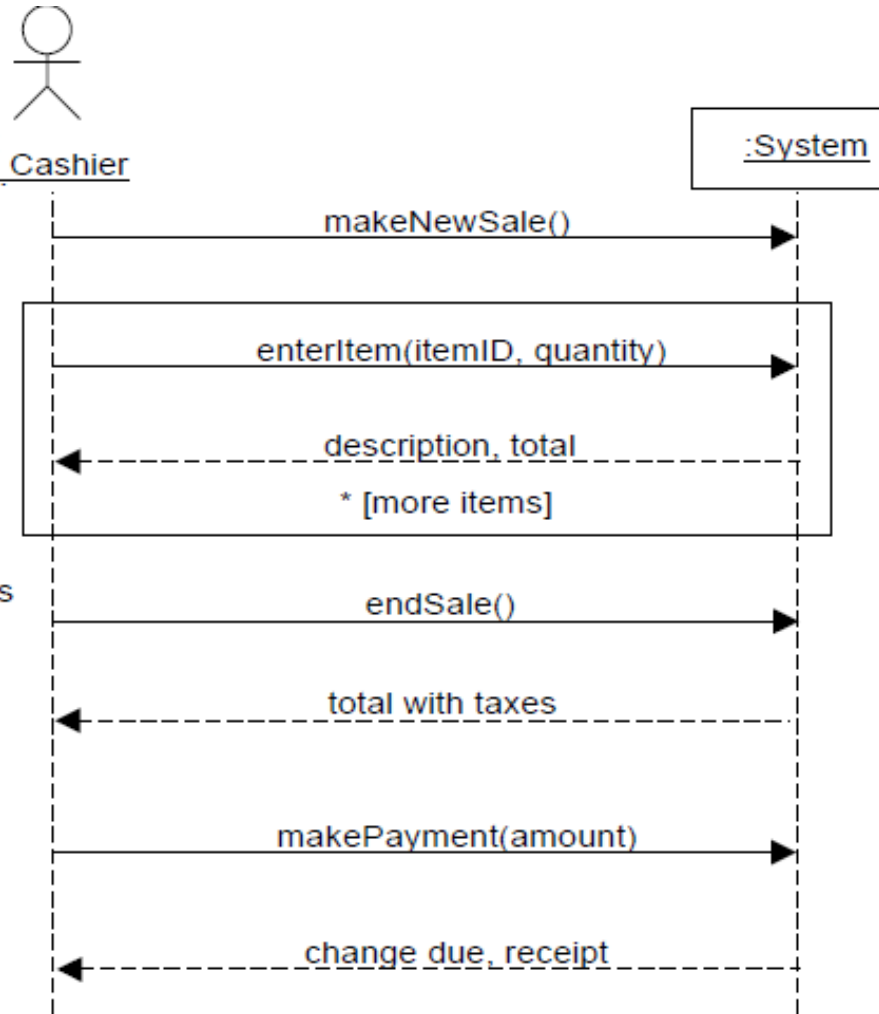 :System
Cashier
makeNewSale()
enterItem(itemID, quantity)
description, total
* [more items]
s
endSale()
total with taxes
makePayment(amount)
change due, receipt